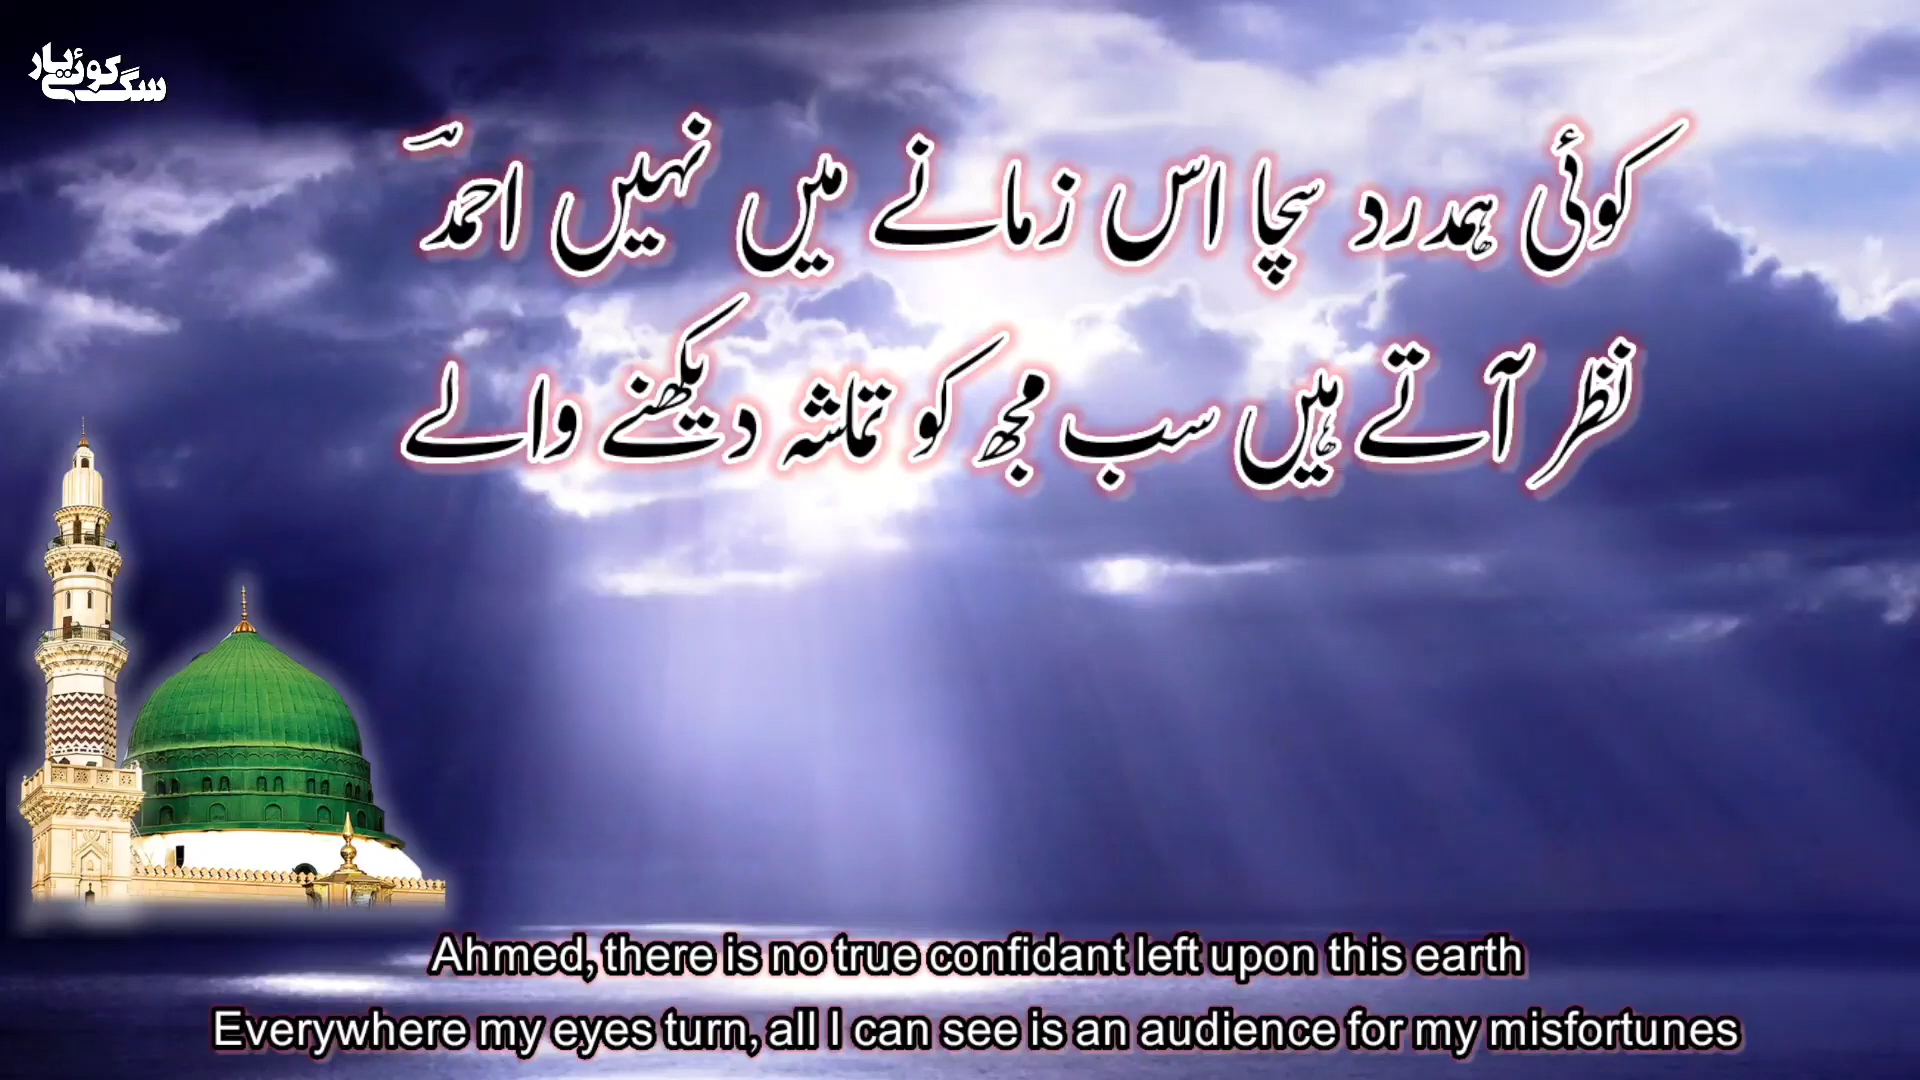 سگ کوئے یار
کوئی ہمدرد سچا اس زمانے میں نہیں احمدؔ
نظر آتے ہیں سب مجھ کو تماشہ دیکھنے والے
Ahmed, there is no true confidant left upon this earth
Everywhere my eyes turn, all I can see is an audience for my misfortunes